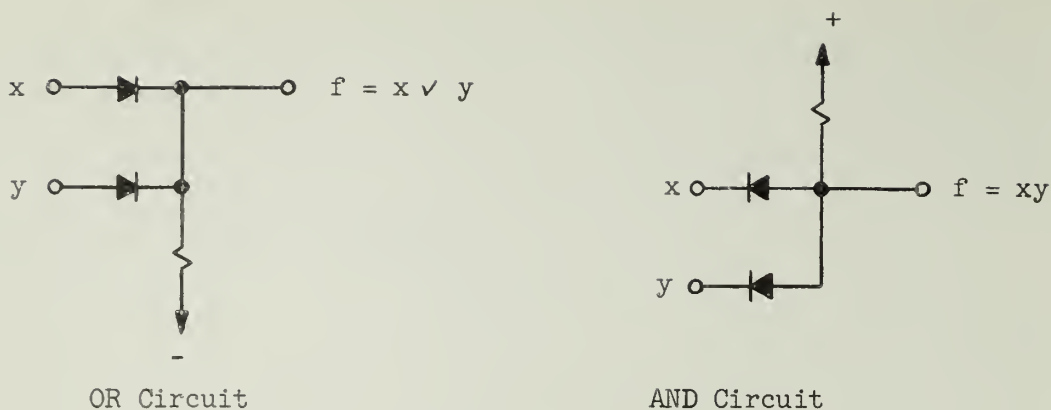 x
f = x ∨ y
y
-
OR Circuit
+
x
f = xy
y
AND Circuit